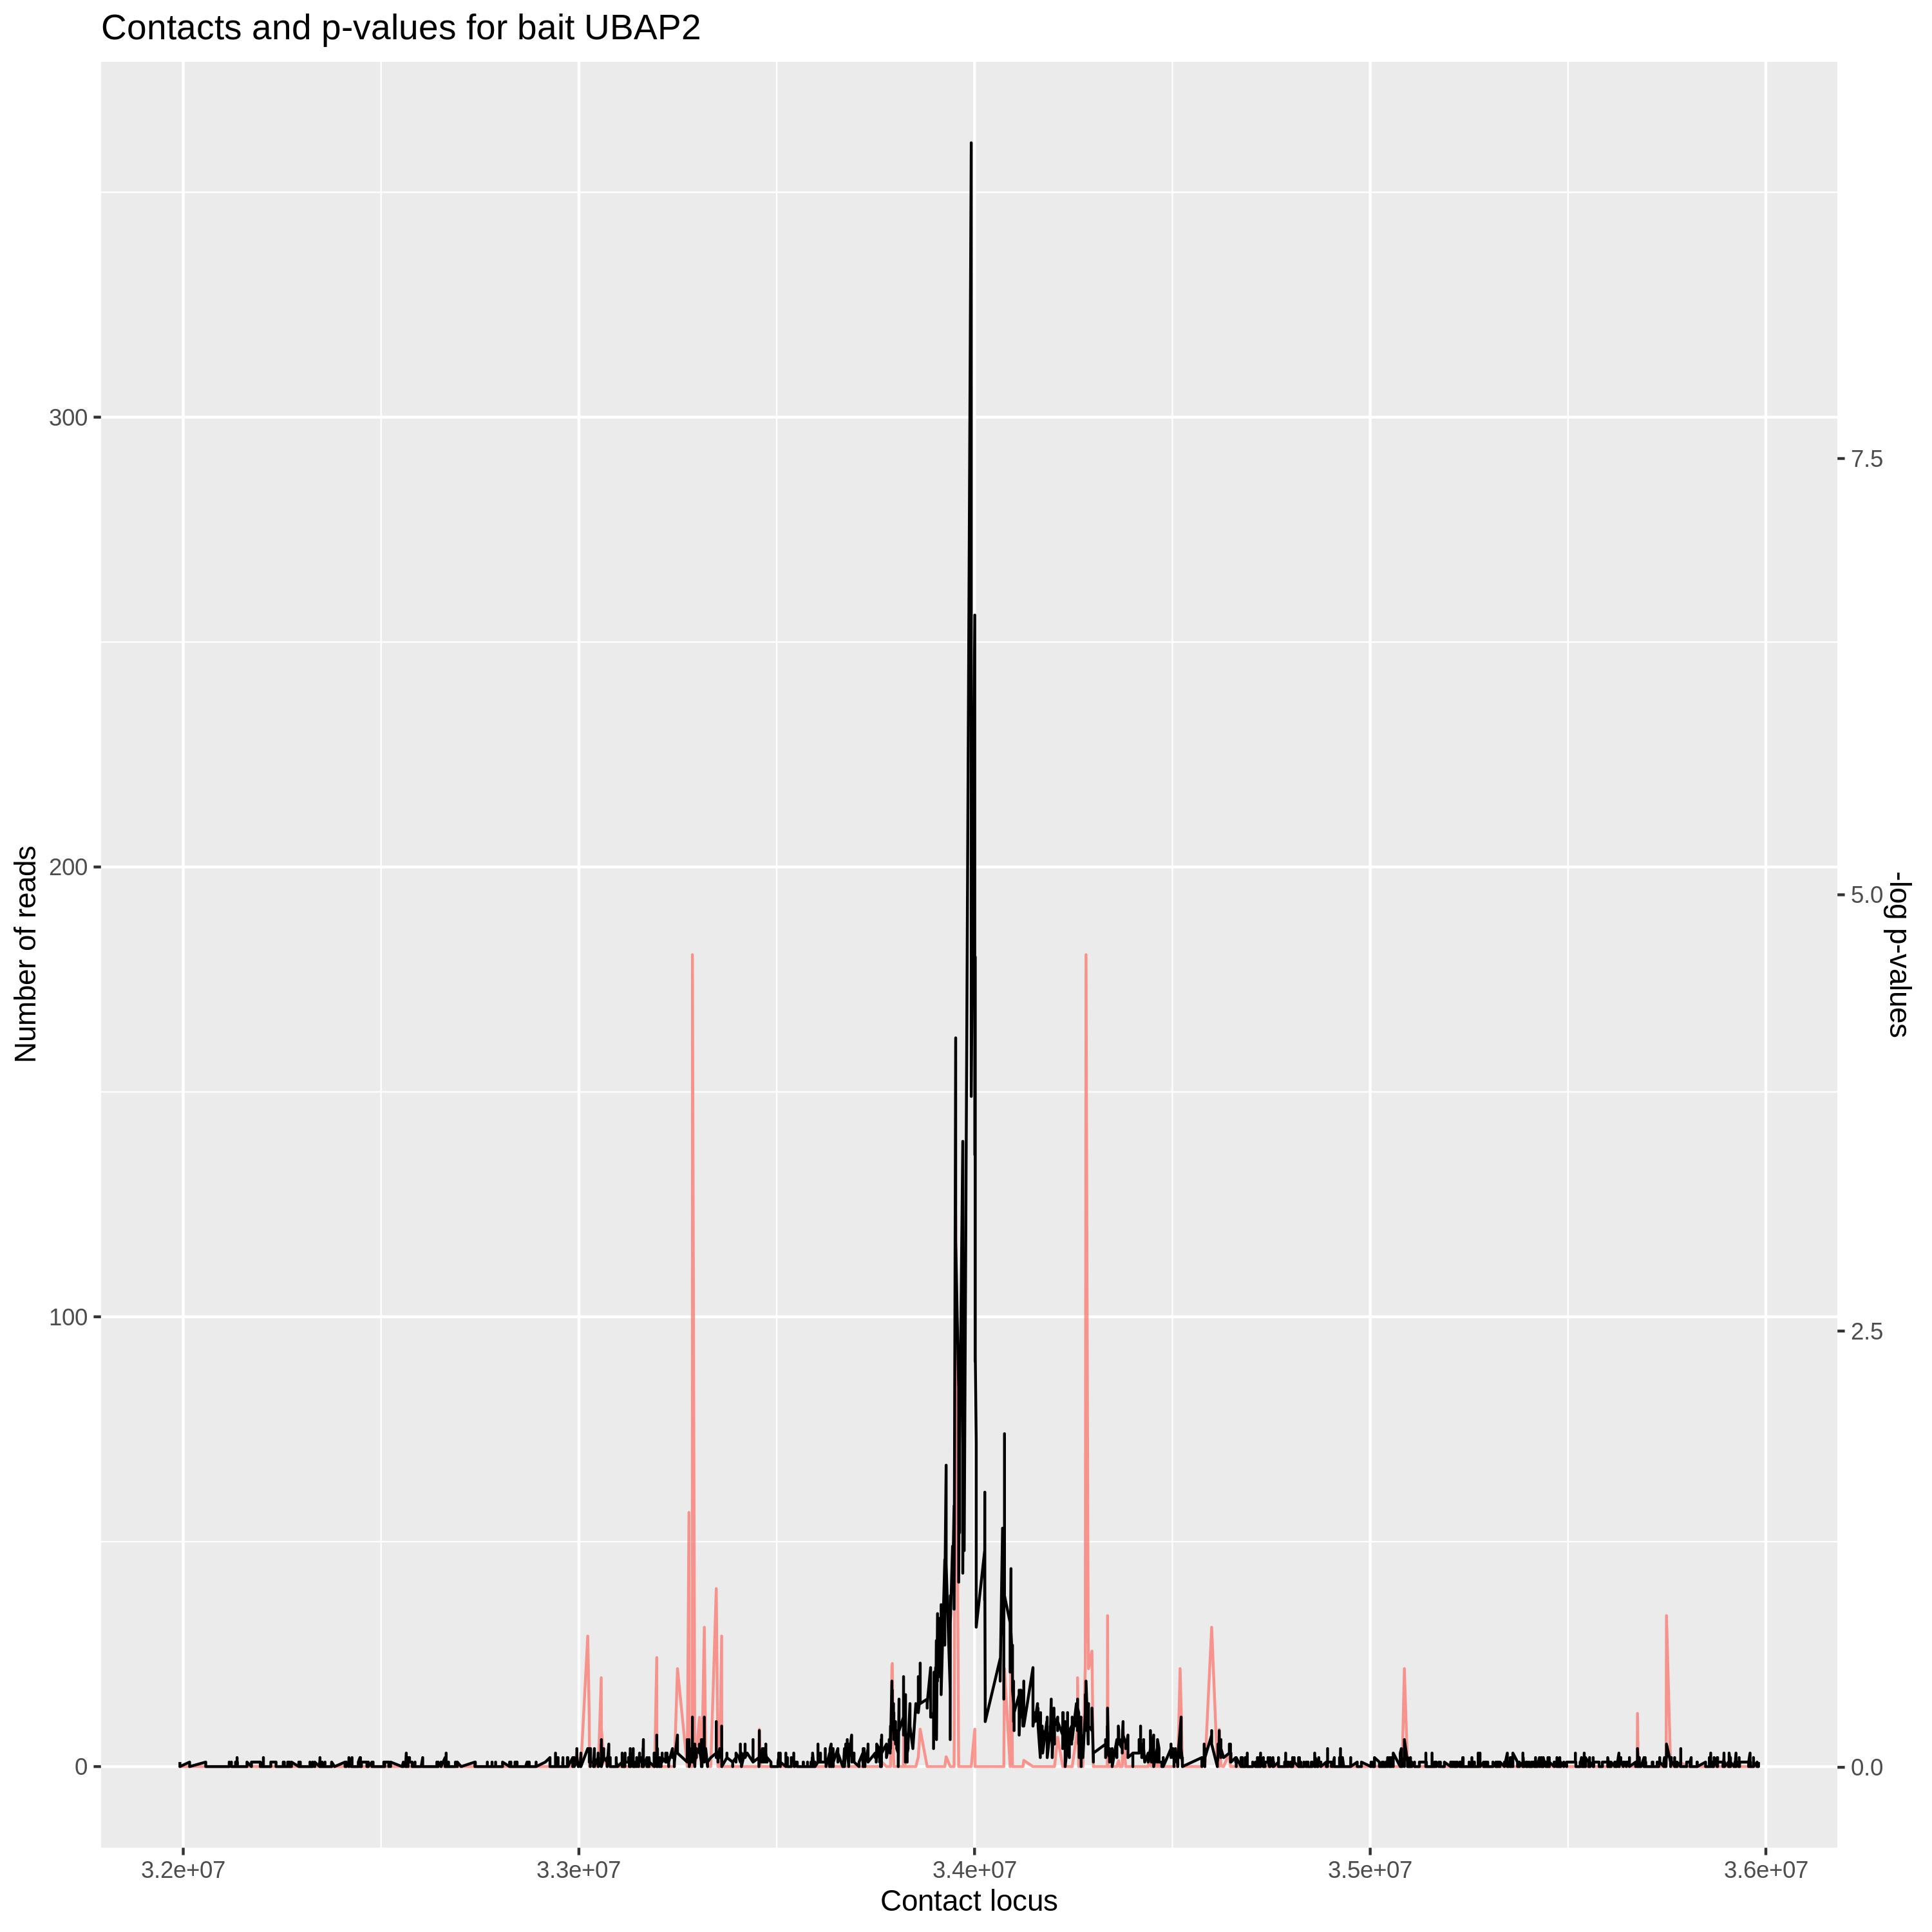 Contacts and p-values for bait UBAP2
Number of reads
300
200
100
0
7.5
5.0
2.5
0.0
-log p-values
3.2e+07 3.3e+07 3.4e+07 3.5e+07 3.6e+07
Contact locus